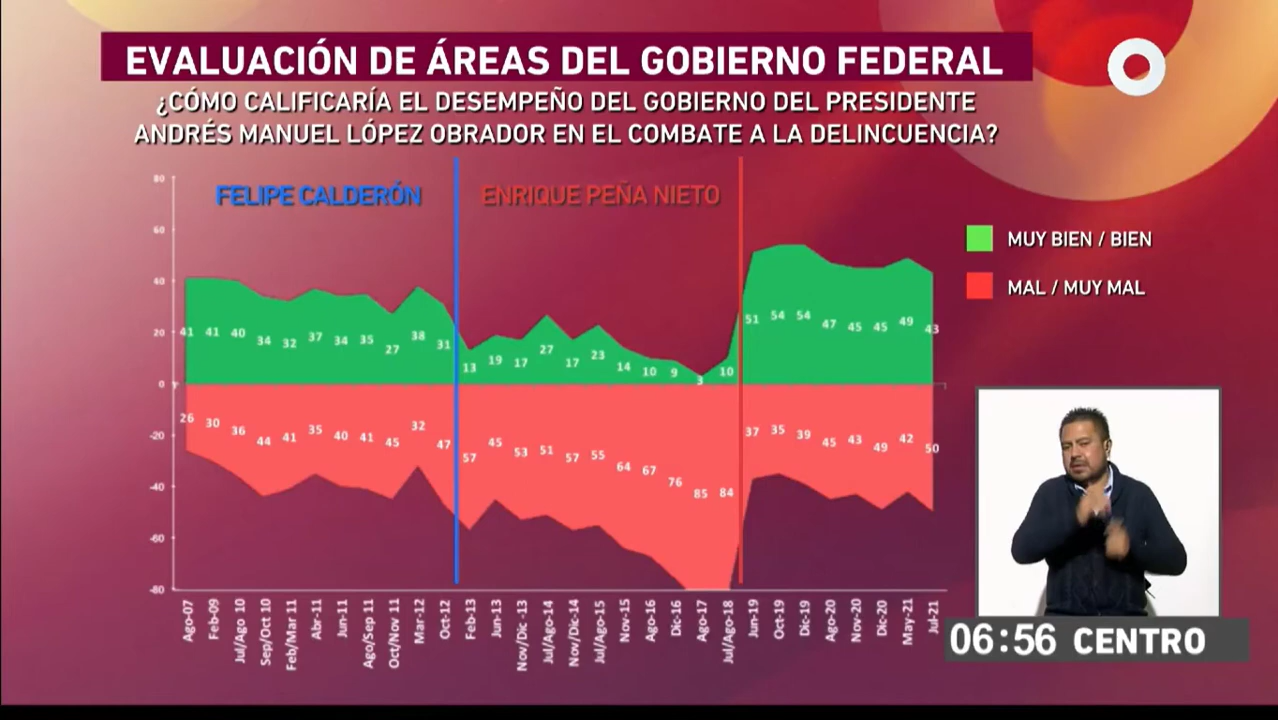 EVALUACIÓN DE ÁREAS DEL GOBIERNO FEDERAL
¿CÓMO CALIFICARÍA EL DESEMPEÑO DEL GOBIERNO DEL PRESIDENTE
ANDRÉS MANUEL LÓPEZ OBRADOR EN EL COMBATE A LA DELINCUENCIA?
FELIPE CALDERÓN
ENRIQUE PEÑA NIETO
MUY BIEN / BIEN
MAL / MUY MAL
80
60
40
20
0
-20
-40
-60
-80
41 41 40 34 32 37 34 35 27 38 31 13 19 17 27 17 23 14 10 9 3 10 51 54 54 47 45 45 49 43
26 30 36 44 41 35 40 41 45 32 47 57 45 53 51 57 55 64 67 76 85 84 37 35 39 45 43 49 42 50
Ago-07
Feb-09
Jul/Ago 10
Sep/Oct 10
Feb/Mar 11
Abr-11
Jun-11
Ago/Sep 11
Oct/Nov 11
Mar-12
Oct-12
Feb-13
Jun-13
Nov/Dic -13
Jul/Ago-14
Nov/Dic-14
Jul/Ago-15
Nov-15
Ago-16
Dic-16
Ago-17
Jul/Ago-18
Jun-19
Oct-19
Dic-19
Ago-20
Nov-20
Dic-20
May-21
Jul-21
06:56 CENTRO